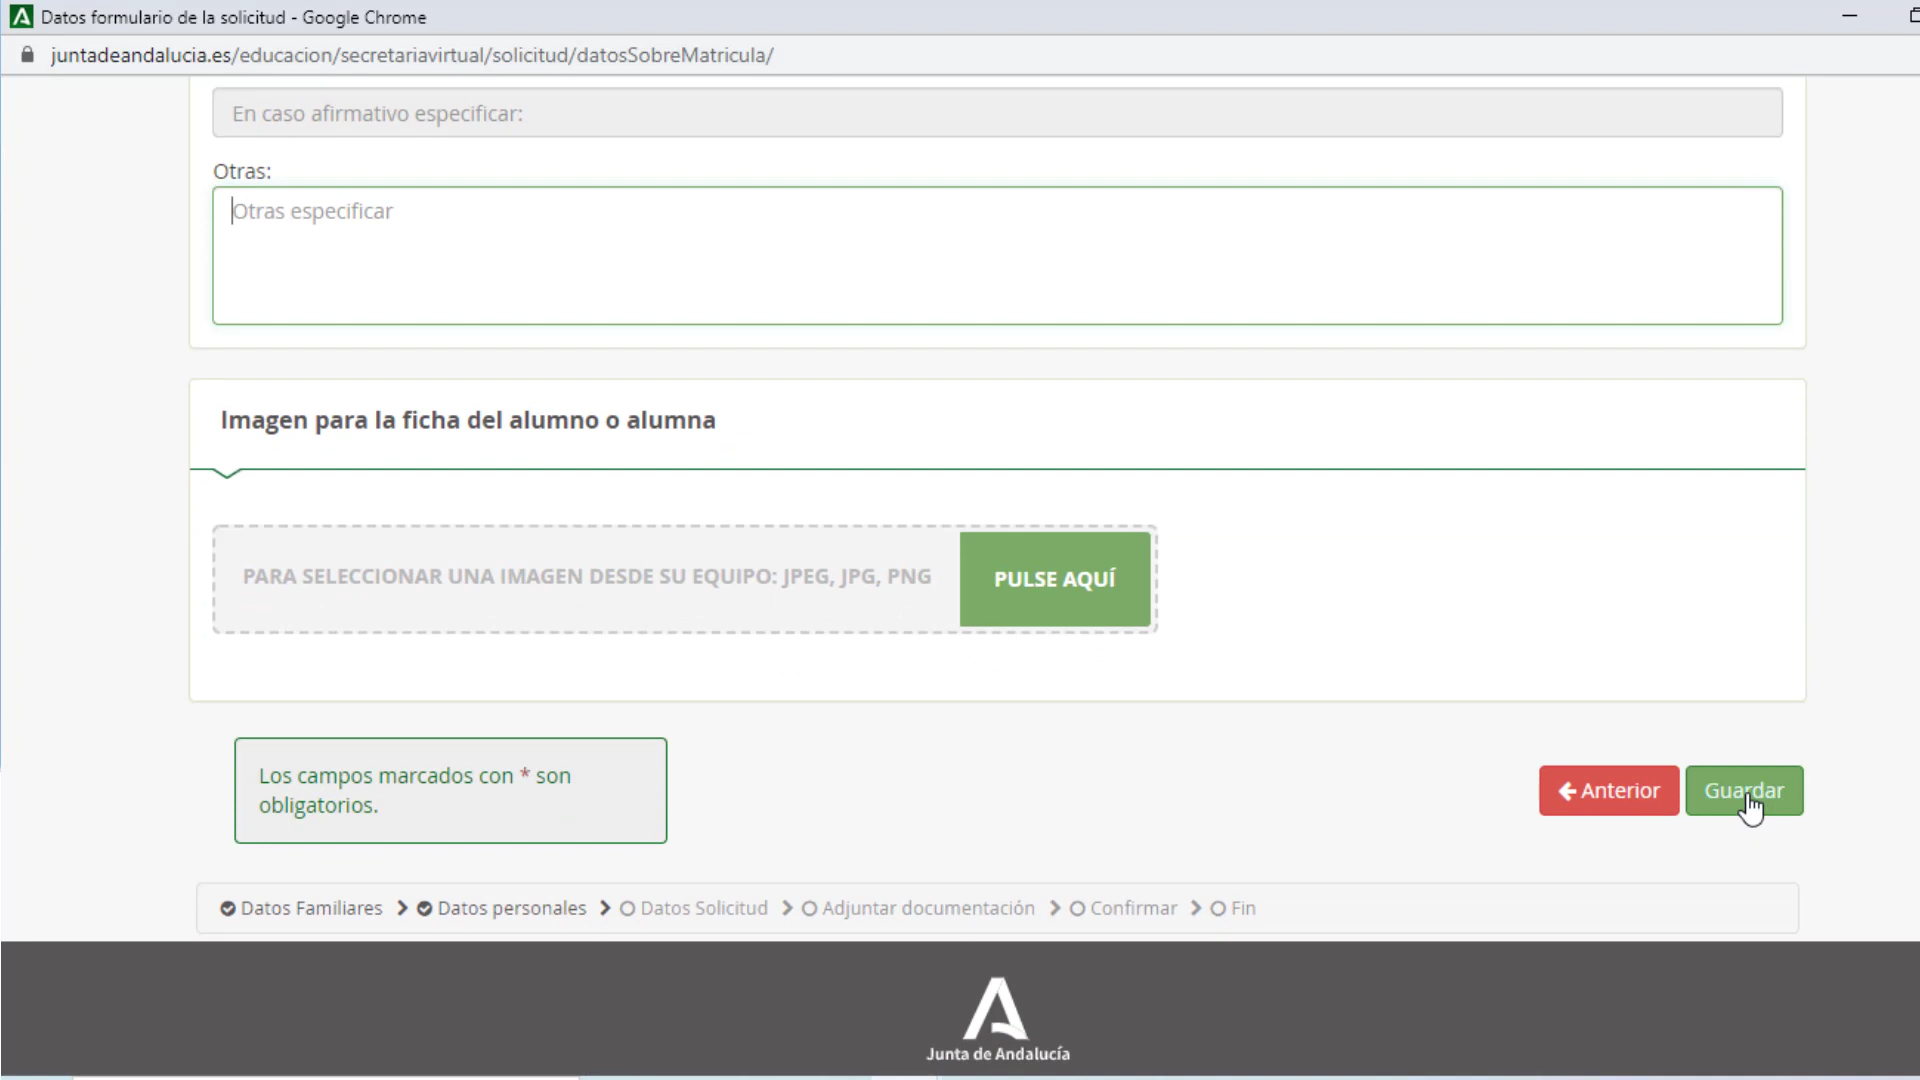 Datos formulario de la solicitud - Google Chrome
juntadeandalucia.es/educacion/secretariavirtual/solicitud/datosSobreMatricula/
En caso afirmativo especificar:
Otras:
Otras especificar
Imagen para la ficha del alumno o alumna
PARA SELECCIONAR UNA IMAGEN DESDE SU EQUIPO: JPEG, JPG, PNG
PULSE AQUÍ
Los campos marcados con * son
obligatorios.
Anterior
Guardar
Datos Familiares Datos personales Datos Solicitud Adjuntar documentación Confirmar Fin
Junta de Andalucía